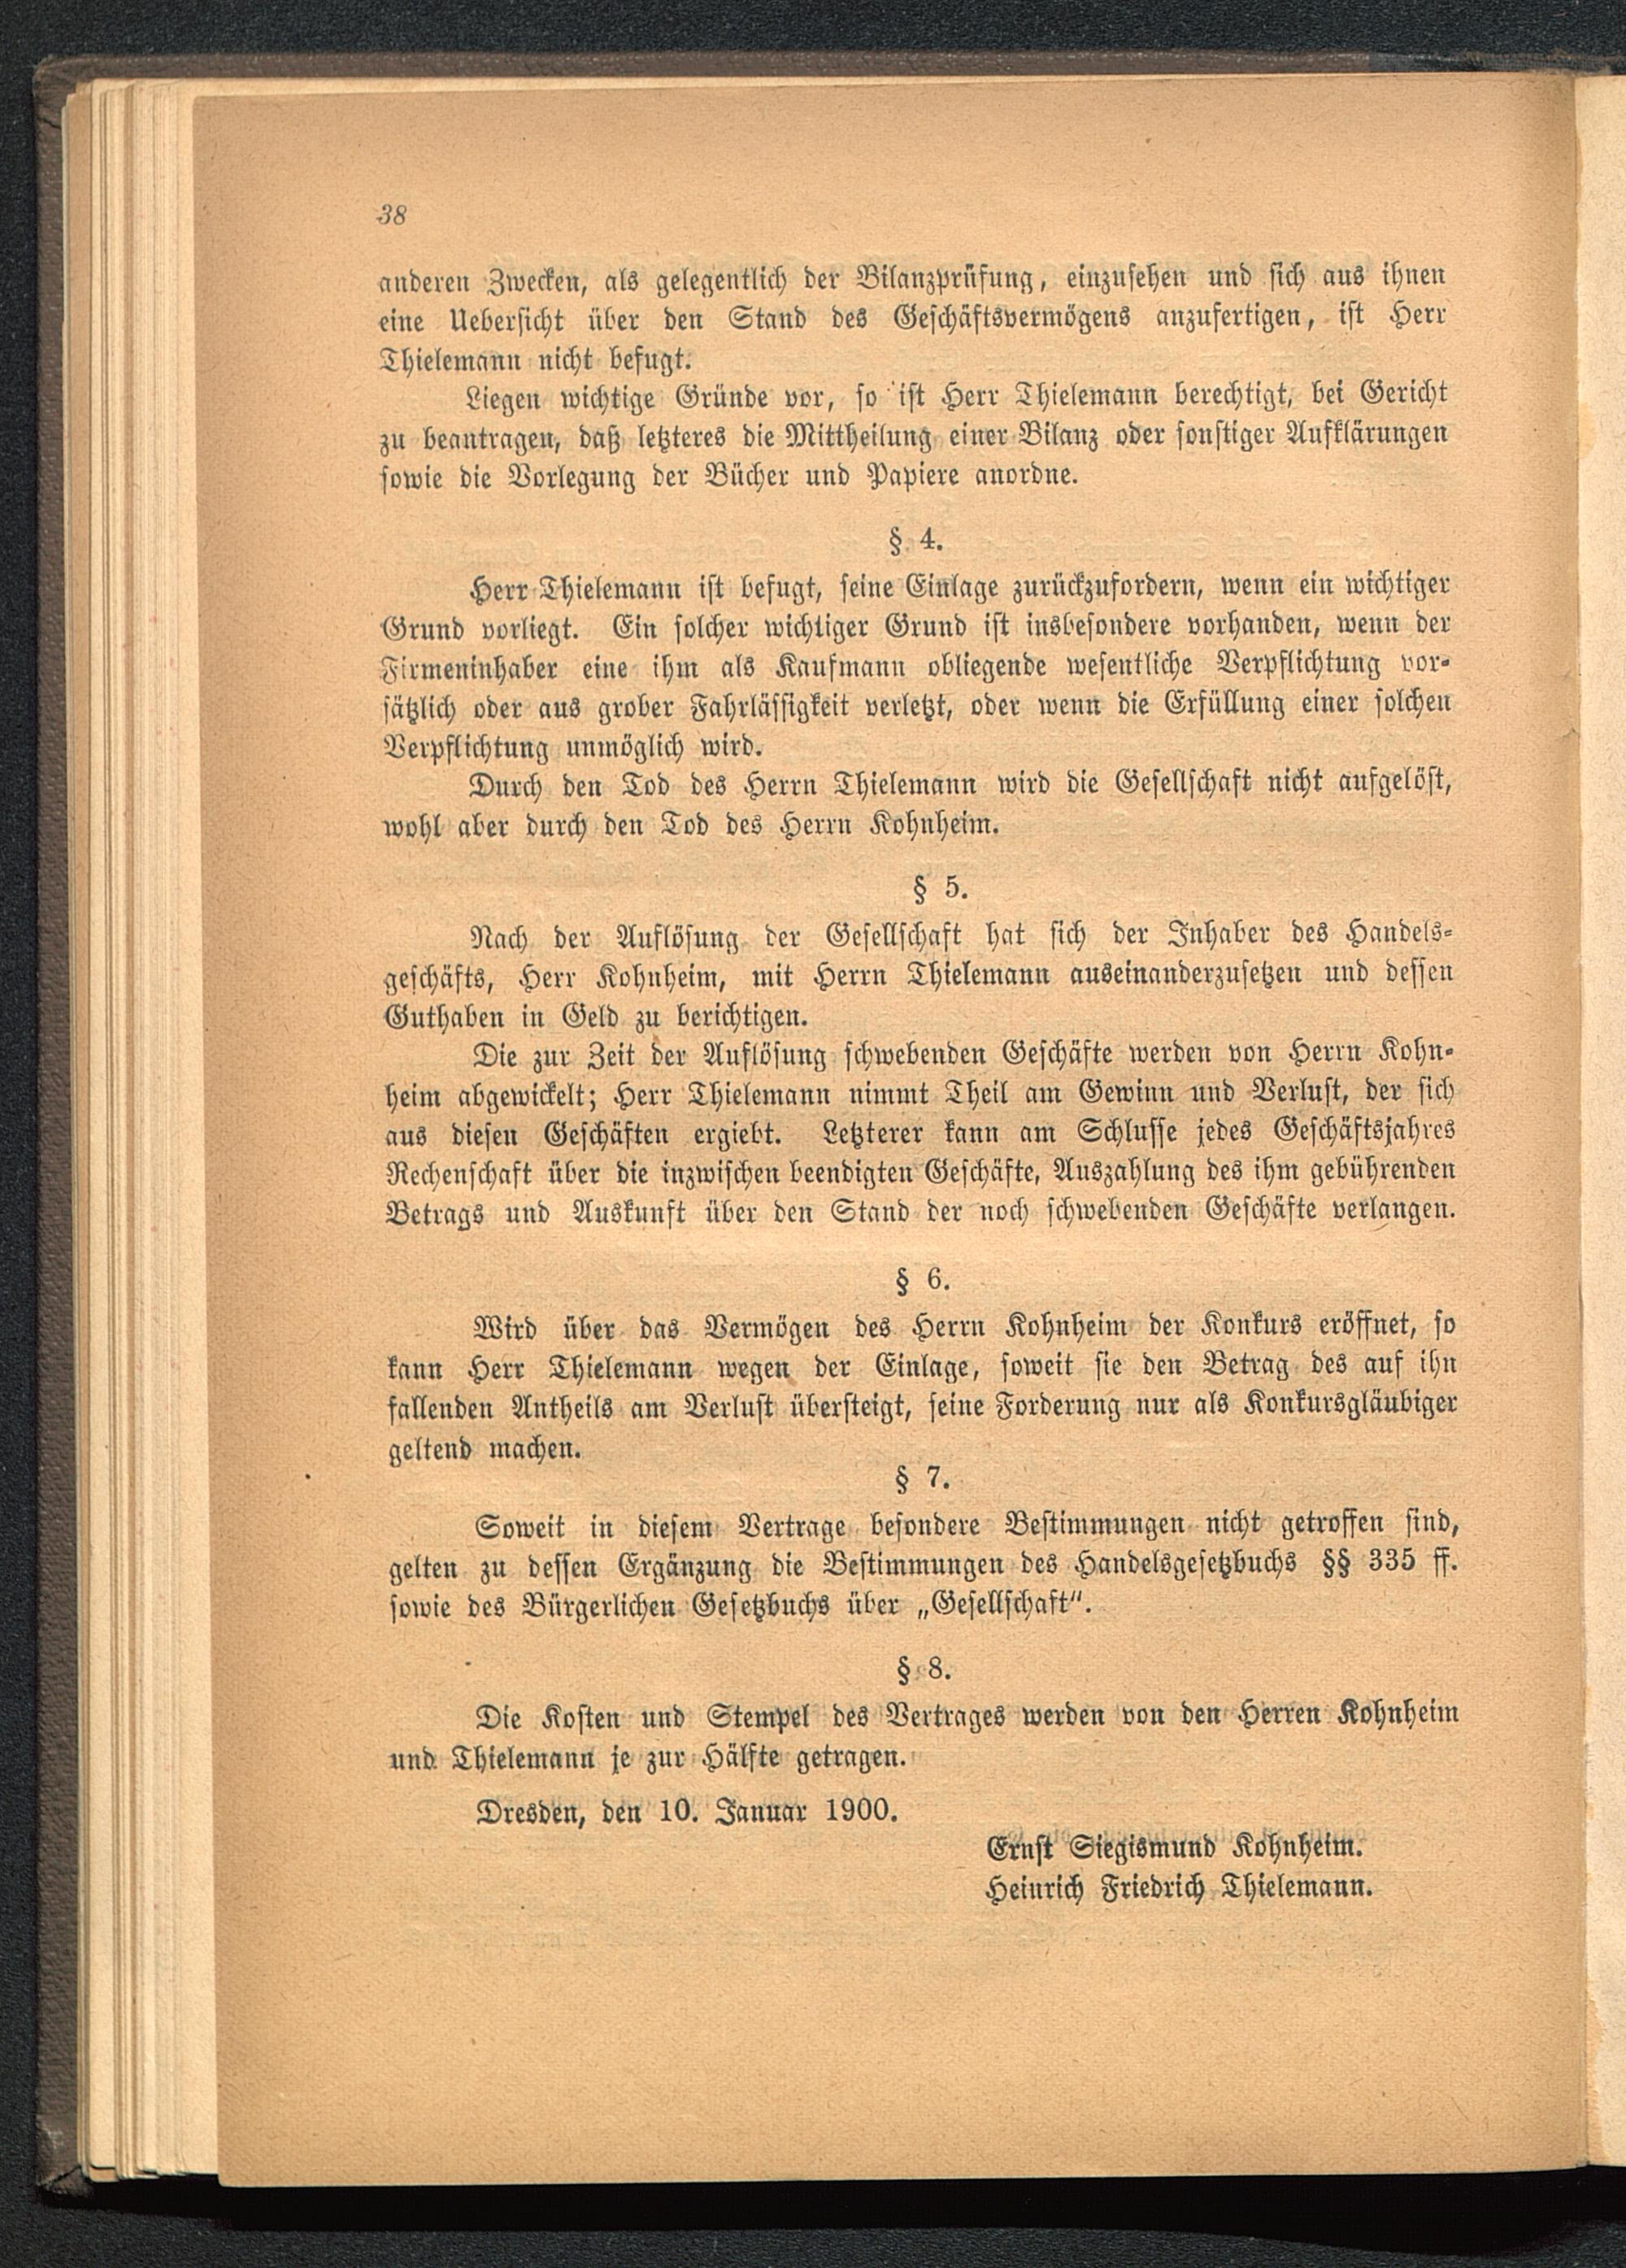 38
anderen Zwecken, als gelegentlich der Bilanzprüfung, einzusehen und sich aus ihnen
eine Uebersicht über den Stand des Geschäftsvermögens anzufertigen, ist Herr
Thielemann nicht befugt.
Liegen wichtige Gründe vor, so ist Herr Thielemann berechtigt, bei Gericht
zu beantragen, daß letzteres die Mittheilung einer Bilanz oder sonstiger Aufklärungen
sowie die Vorlegung der Bücher und Papiere anordne.
§ 4.
Herr Thielemann ist befugt, seine Einlage zurückzufordern, wenn ein wichtiger
Grund vorliegt. Ein solcher wichtiger Grund ist insbesondere vorhanden, wenn der
Firmeninhaber eine ihm als Kaufmann obliegende wesentliche Verpflichtung vor-
sätzlich oder aus grober Fahrlässigkeit verletzt, oder wenn die Erfüllung einer solchen
Verpflichtung unmöglich wird.
Durch den Tod des Herrn Thielemann wird die Gesellschaft nicht aufgelöst,
wohl aber durch den Tod des Herrn Kohnheim.
§ 5.
Nach der Auflösung der Gesellschaft hat sich der Inhaber des Handels-
geschäfts, Herr Kohnheim, mit Herrn Thielemann auseinanderzusetzen und dessen
Guthaben in Geld zu berichtigen.
Die zur Zeit der Auflösung schwebenden Geschäfte werden von Herrn Kohn-
heim abgewickelt; Herr Thielemann nimmt Theil am Gewinn und Verlust, der sich
aus diesen Geschäften ergiebt. Letzterer kann am Schlusse jedes Geschäftsjahres
Rechenschaft über die inzwischen beendigten Geschäfte, Auszahlung des ihm gebührenden
Betrags und Auskunft über den Stand der noch schwebenden Geschäfte verlangen.
§ 6.
Wird über das Vermögen des Herrn Kohnheim der Konkurs eröffnet, so
kann Herr Thielemann wegen der Einlage, soweit sie den Betrag des auf ihn
fallenden Antheils am Verlust übersteigt, seine Forderung nur als Konkursgläubiger
geltend machen.
§ 7.
Soweit in diesem Vertrage besondere Bestimmungen nicht getroffen sind,
gelten zu dessen Ergänzung die Bestimmungen des Handelsgesetzbuchs §§ 335 ff.
sowie des Bürgerlichen Gesetzbuchs über „Gesellschaft“.
§ 8.
Die Kosten und Stempel des Vertrages werden von den Herren Kohnheim
und Thielemann je zur Hälfte getragen.
Dresden, den 10. Januar 1900.
Ernst Siegismund Kohnheim.
Heinrich Friedrich Thielemann.